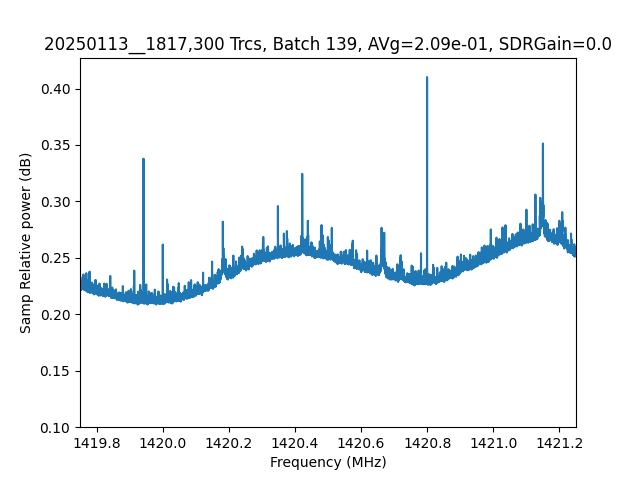 20250113__1817,300 Trcs, Batch 139, AVg=2.09e-01, SDRGain=0.0
0.40
0.35
0.30
0.25
0.20
0.15
0.10
Samp Relative power (dB)
1419.8 1420.0 1420.2 1420.4 1420.6 1420.8 1421.0 1421.2
Frequency (MHz)